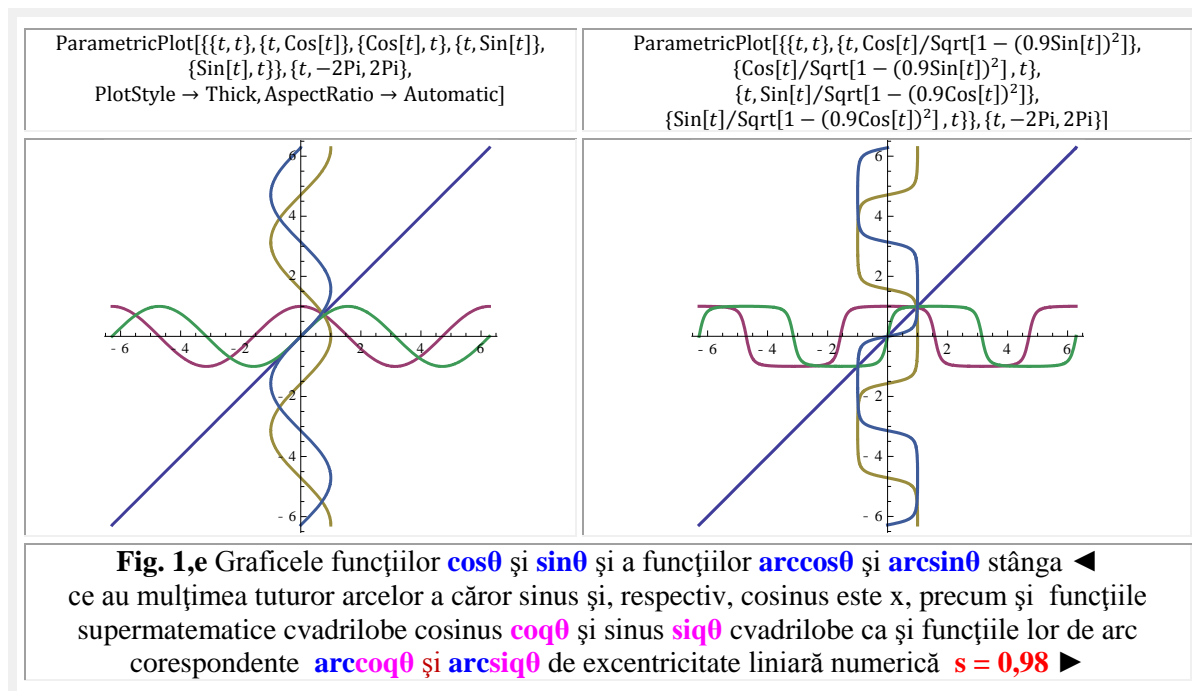 ParametricPlot[{{t, t}, {t, Cos[t]}, {Cos[t], t}, {t, Sin[t]},
{Sin[t], t}}, {t, −2Pi, 2Pi},
PlotStyle → Thick, AspectRatio → Automatic]
ParametricPlot[{{t, t}, {t, Cos[t]/Sqrt[1 − (0.9Sin[t])²]},
{Cos[t]/Sqrt[1 − (0.9Sin[t])²], t},
{t, Sin[t]/Sqrt[1 − (0.9Cos[t])²]},
{Sin[t]/Sqrt[1 − (0.9Cos[t])²], t}}, {t, −2Pi, 2Pi}]
6
4
2
- 6 - 4 - 2 2 4 6
- 2
- 4
- 6
6
4
2
- 6 - 4 - 2 2 4 6
- 2
- 4
- 6
Fig. 1,e Graficele funcţiilor cosθ şi sinθ şi a funcţiilor arccosθ şi arcsinθ stânga ◄
ce au mulţimea tuturor arcelor a căror sinus şi, respectiv, cosinus este x, precum şi funcţiile
supermatematice cvadrilobe cosinus coqθ şi sinus siqθ cvadrilobe ca şi funcţiile lor de arc
corespondente arccoqθ şi arcsiqθ de excentricitate liniară numerică s = 0,98 ►